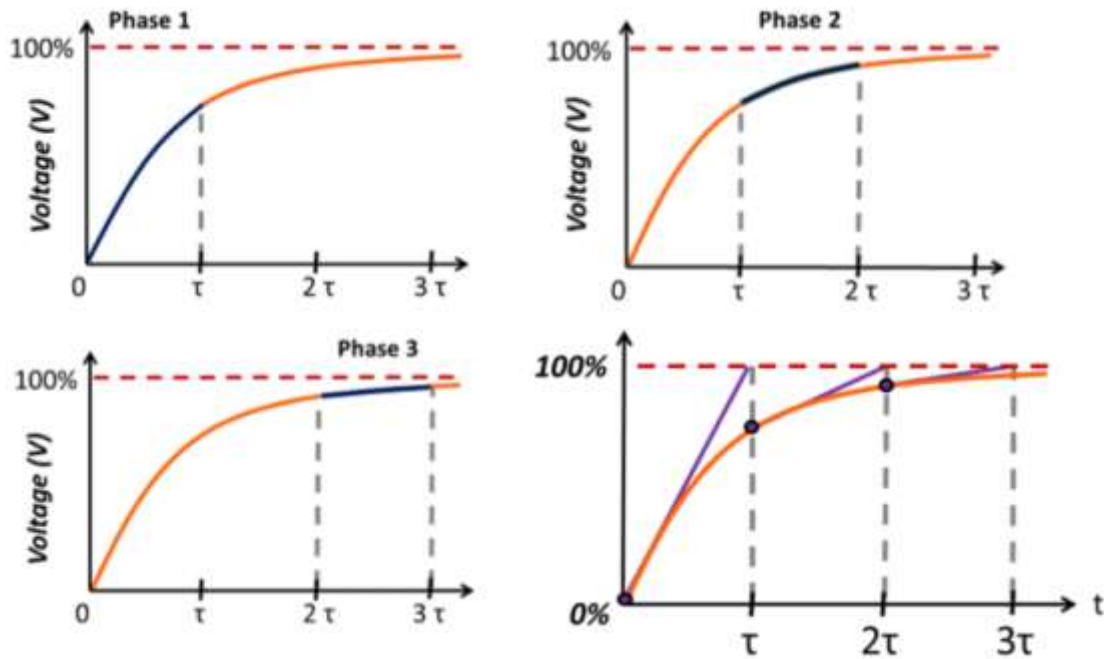 Phase 1
100%
Voltage (V)
0
τ
2 τ
3 τ
Phase 2
100%
Voltage (V)
0
τ
2 τ
3 τ
Phase 3
100%
Voltage (V)
0
τ
2 τ
3 τ
100%
0%
τ
2τ
3τ
t